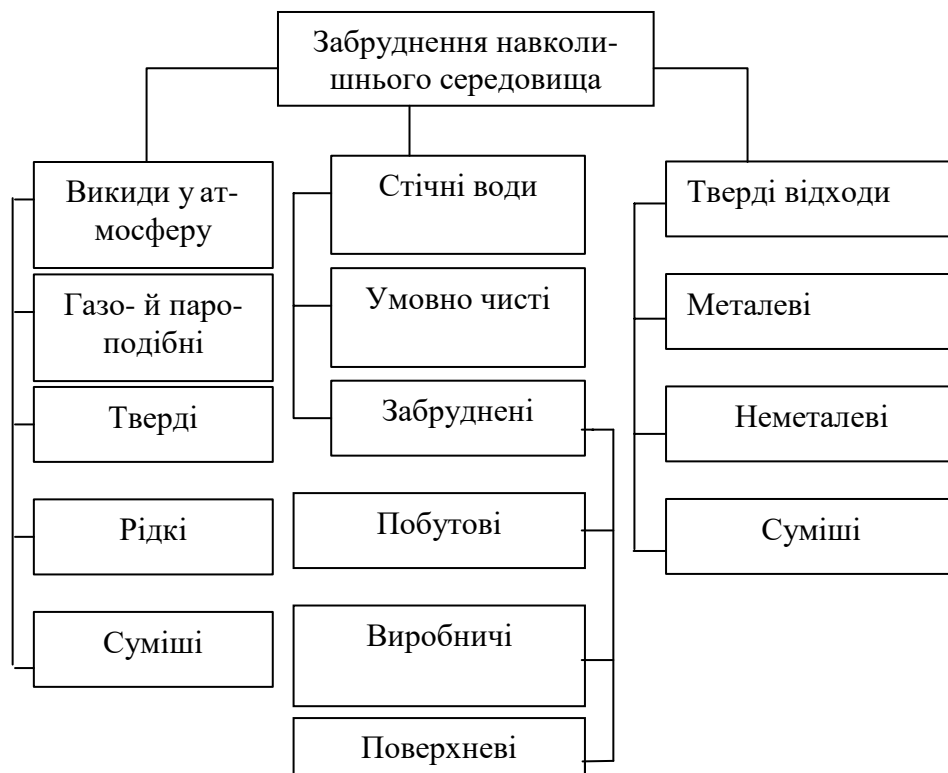 Забруднення навколи-
шнього середовища
Викиди у ат-
мосферу
Газо- й паро-
подібні
Тверді
Рідкі
Суміші
Стічні води
Умовно чисті
Забруднені
Побутові
Виробничі
Поверхневі
Тверді відходи
Металеві
Неметалеві
Суміші